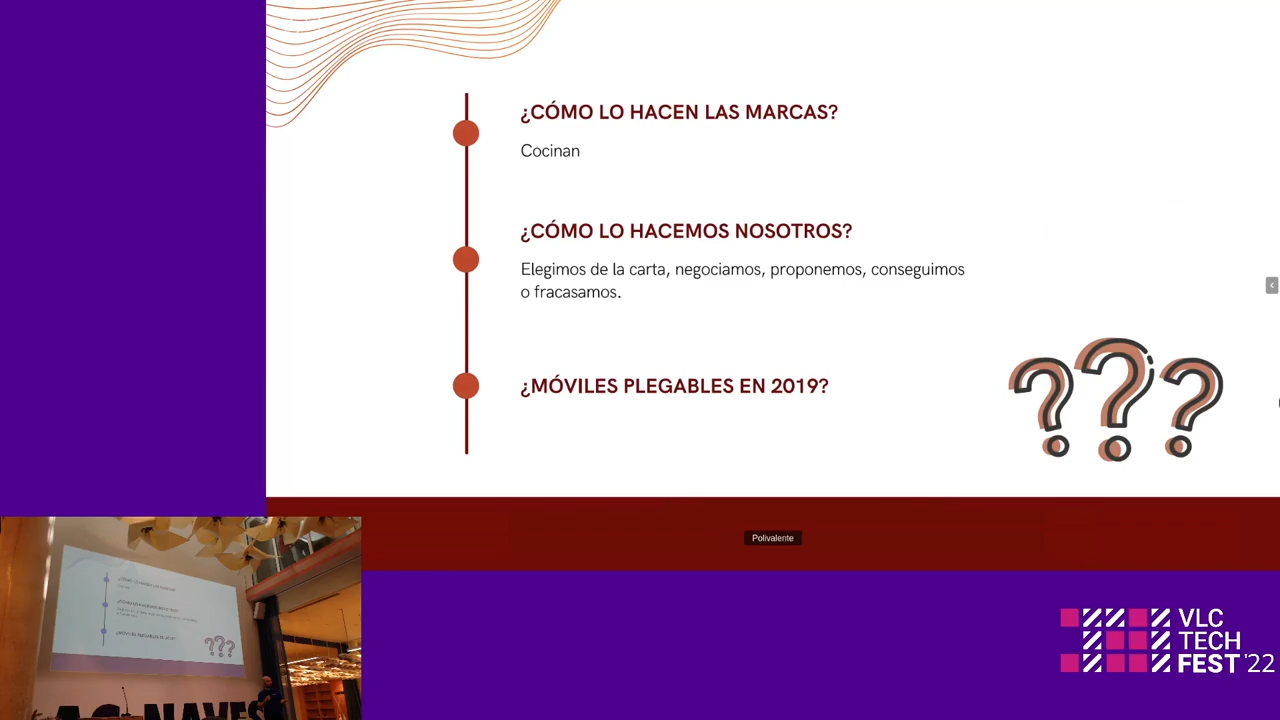 ¿CÓMO LO HACEN LAS MARCAS?
Cocinan
¿CÓMO LO HACEMOS NOSOTROS?
Elegimos de la carta, negociamos, proponemos, conseguimos
o fracasamos.
¿MÓVILES PLEGABLES EN 2019?
???
Polivalente
VLC
TECH
FEST '22